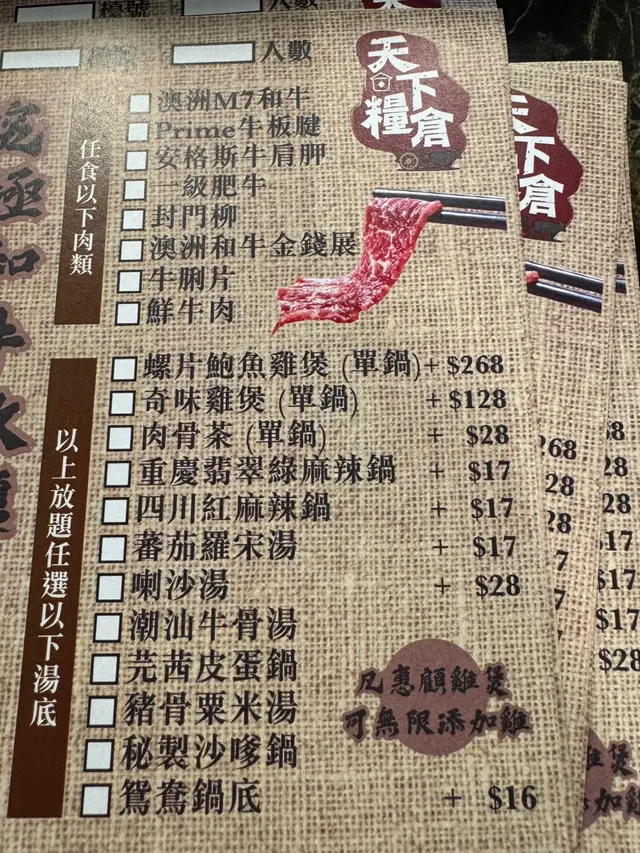 人數
天下糧倉
任食以下肉類
澳洲M7和牛
Prime牛板腱
安格斯牛肩胛
一級肥牛
封門柳
澳洲和牛金錢展
牛脷片
鮮牛肉
以上放題任選以下湯底
螺片鮑魚雞煲 (單鍋)+ $268
奇味雞煲 (單鍋) + $128
肉骨茶 (單鍋) + $28
重慶翡翠綠麻辣鍋 + $17
四川紅麻辣鍋 + $17
蕃茄羅宋湯 + $17
喇沙湯 + $28
潮汕牛骨湯
芫茜皮蛋鍋
豬骨粟米湯
秘製沙嗲鍋
鴛鴦鍋底 + $16
凡惠顧雞煲
可無限添加雞